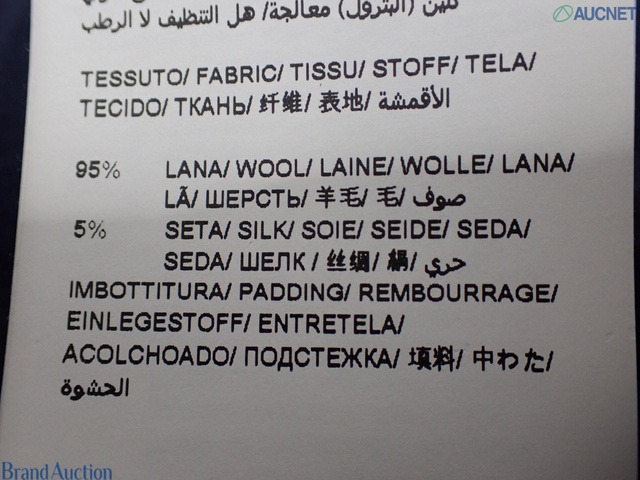 كلين (البترول) معالجة/ هل التنظيف لا الرطب
AUCNET
TESSUTO/ FABRIC/ TISSU/ STOFF/ TELA/
TECIDO/ ТКАНЬ/ 纤维/ 表地/ الأقمشة
95% LANA/ WOOL/ LAINE/ WOLLE/ LANA/
LÃ/ ШЕРСТЬ/ 羊毛/ 毛/ صوف
5% SETA/ SILK/ SOIE/ SEIDE/ SEDA/
SEDA/ ШЕЛК / 丝绸/ 絹/ حري
IMBOTTITURA/ PADDING/ REMBOURRAGE/
EINLEGESTOFF/ ENTRETELA/
ACOLCHOADO/ ПОДСТЕЖКА/ 填料/ 中わた/
الحشوة
BrandAuction